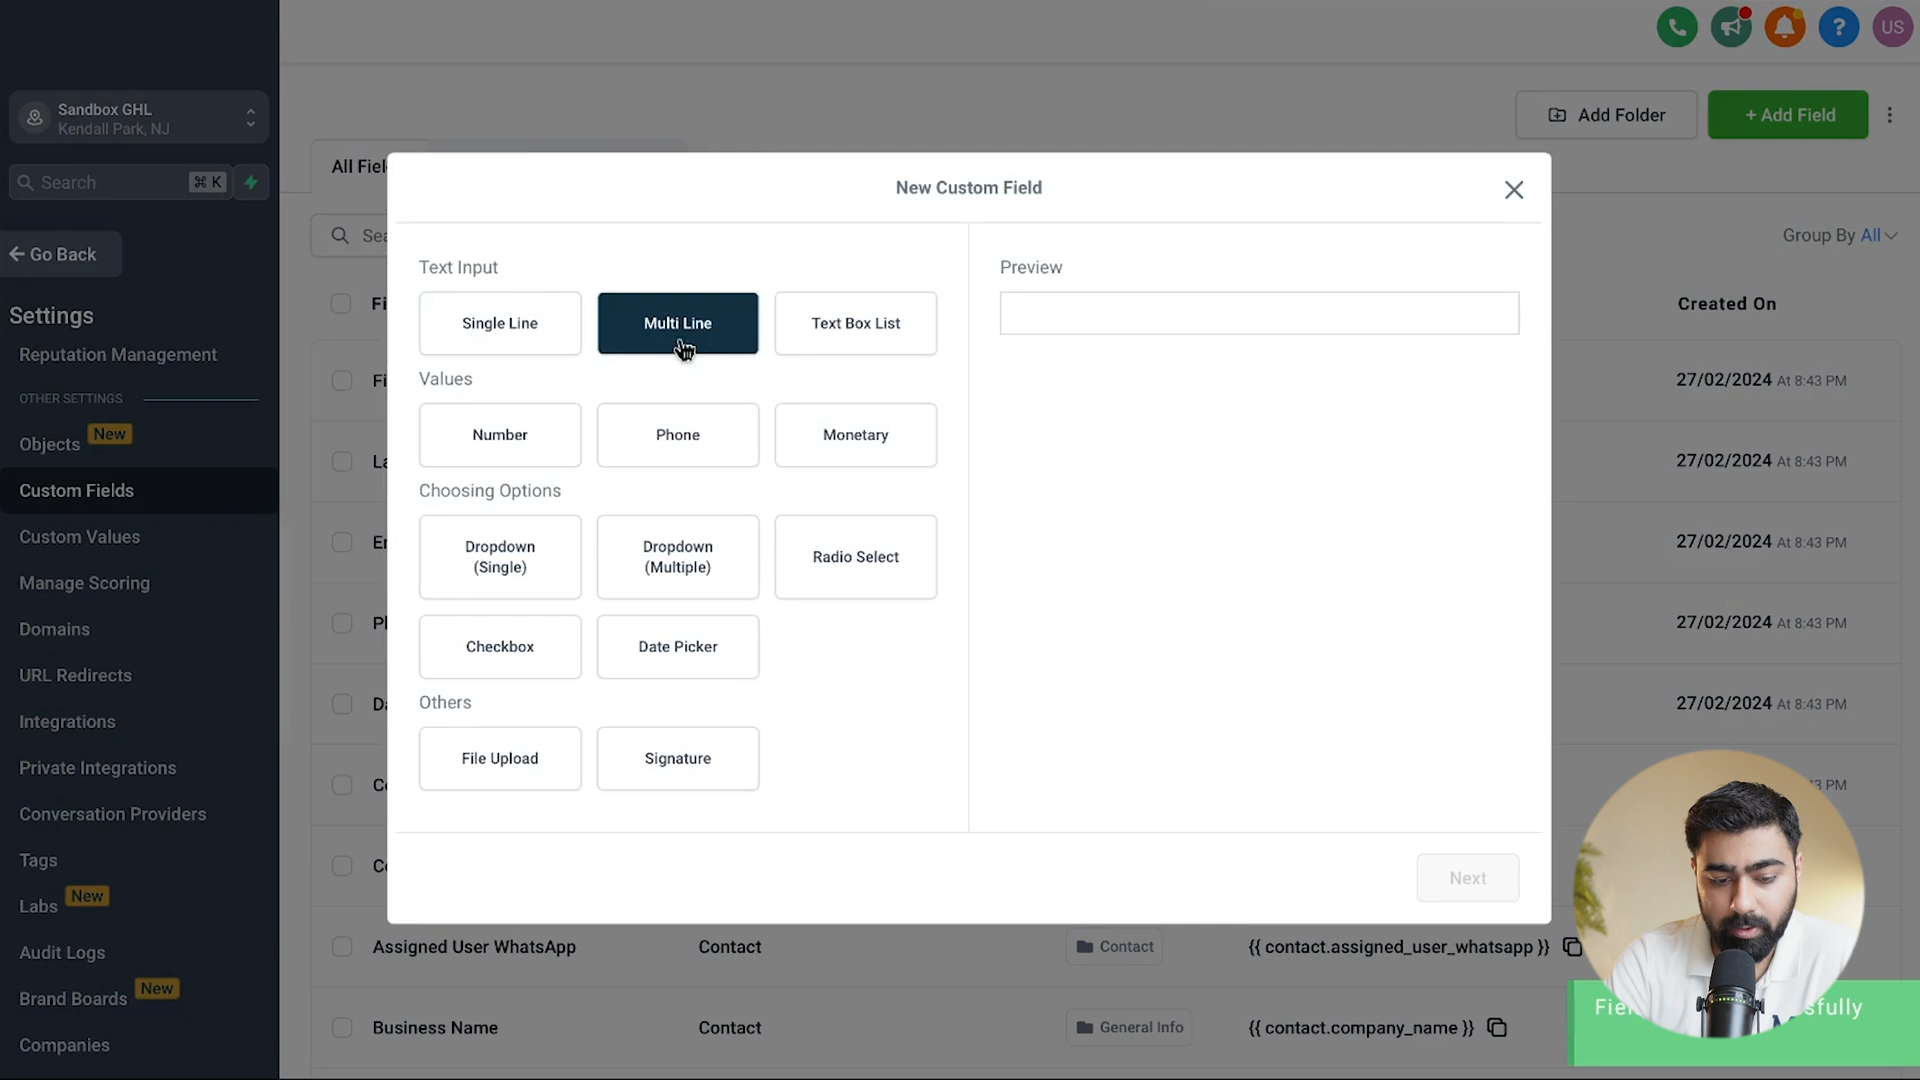 US
Sandbox GHL
Kendall Park, NJ
Search ⌘ K
Go Back
Settings
Reputation Management
OTHER SETTINGS
Objects New
Custom Fields
Custom Values
Manage Scoring
Domains
URL Redirects
Integrations
Private Integrations
Conversation Providers
Tags
Labs New
Audit Logs
Brand Boards New
Companies
Add Folder
+ Add Field
All
Group By All
Created On
27/02/2024 At 8:43 PM
27/02/2024 At 8:43 PM
27/02/2024 At 8:43 PM
27/02/2024 At 8:43 PM
27/02/2024 At 8:43 PM
PM
New Custom Field
Text Input
Single Line
Multi Line
Text Box List
Values
Number
Phone
Monetary
Choosing Options
Dropdown
(Single)
Dropdown
(Multiple)
Radio Select
Checkbox
Date Picker
Others
File Upload
Signature
Preview
Next
Assigned User WhatsApp Contact Contact {{ contact.assigned_user_whatsapp }}
Business Name Contact General Info {{ contact.company_name }}